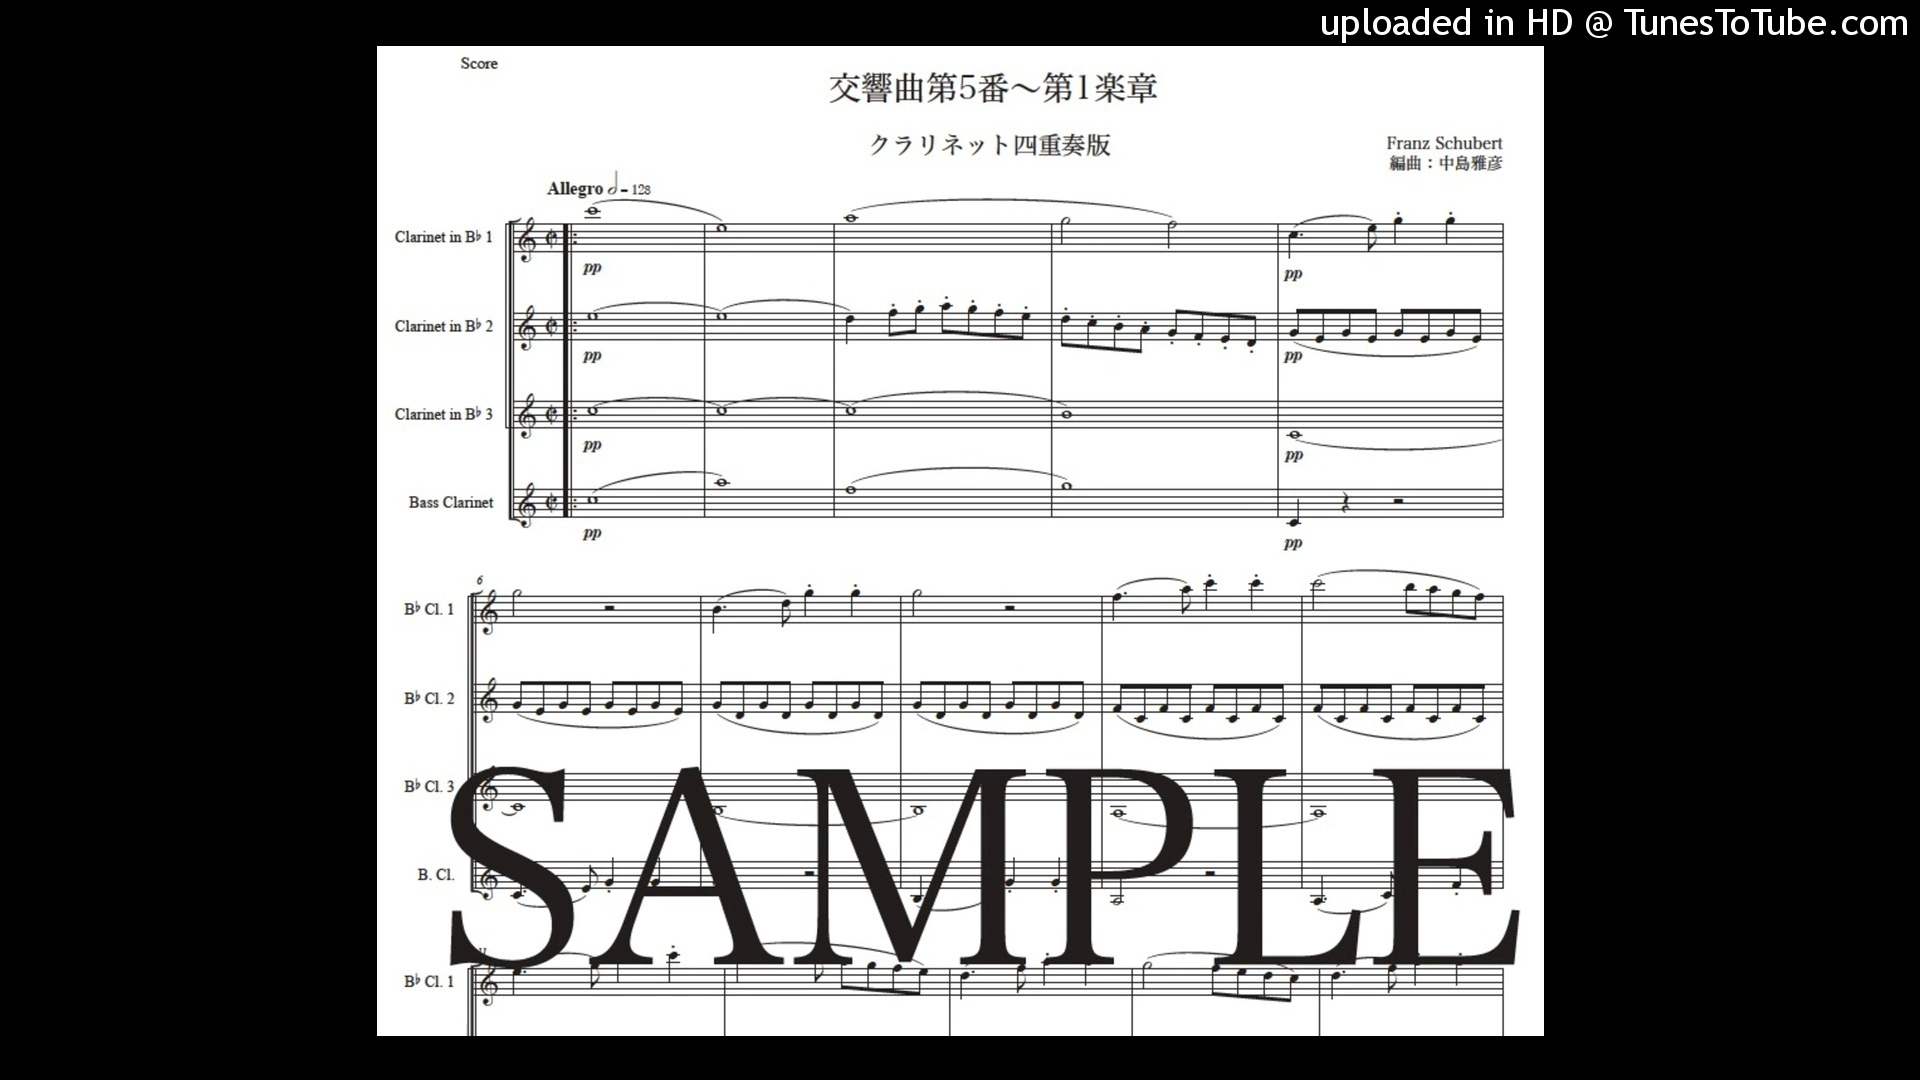 uploaded in HD @ TunesToTube.com
Score
交響曲第5番～第1楽章
クラリネット四重奏版
Franz Schubert
編曲：中島雅彦
Allegro 𝅗𝅥 = 128
Clarinet in B♭ 1
pp
pp
Clarinet in B♭ 2
pp
pp
Clarinet in B♭ 3
pp
pp
Bass Clarinet
pp
pp
6
B♭ Cl. 1
B♭ Cl. 2
B♭ Cl. 3
B. Cl.
SAMPLE
B♭ Cl. 1